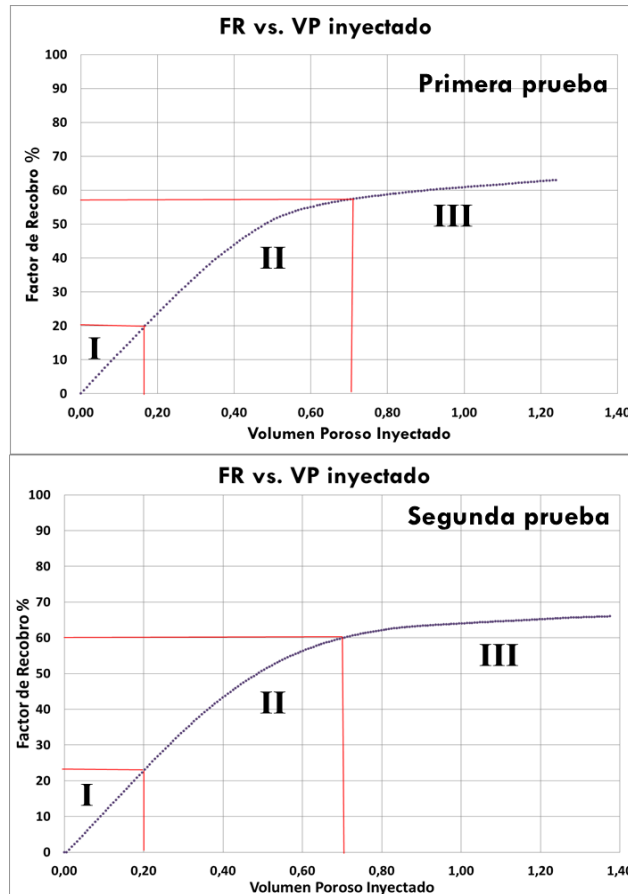 FR vs. VP inyectado
Primera prueba
Factor de Recobro %
100
90
80
70
60
50
40
30
20
10
0
I
II
III
0,00 0,20 0,40 0,60 0,80 1,00 1,20 1,40
Volumen Poroso Inyectado
FR vs. VP inyectado
Segunda prueba
Factor de Recobro %
100
90
80
70
60
50
40
30
20
10
0
I
II
III
0,00 0,20 0,40 0,60 0,80 1,00 1,20 1,40
Volumen Poroso Inyectado